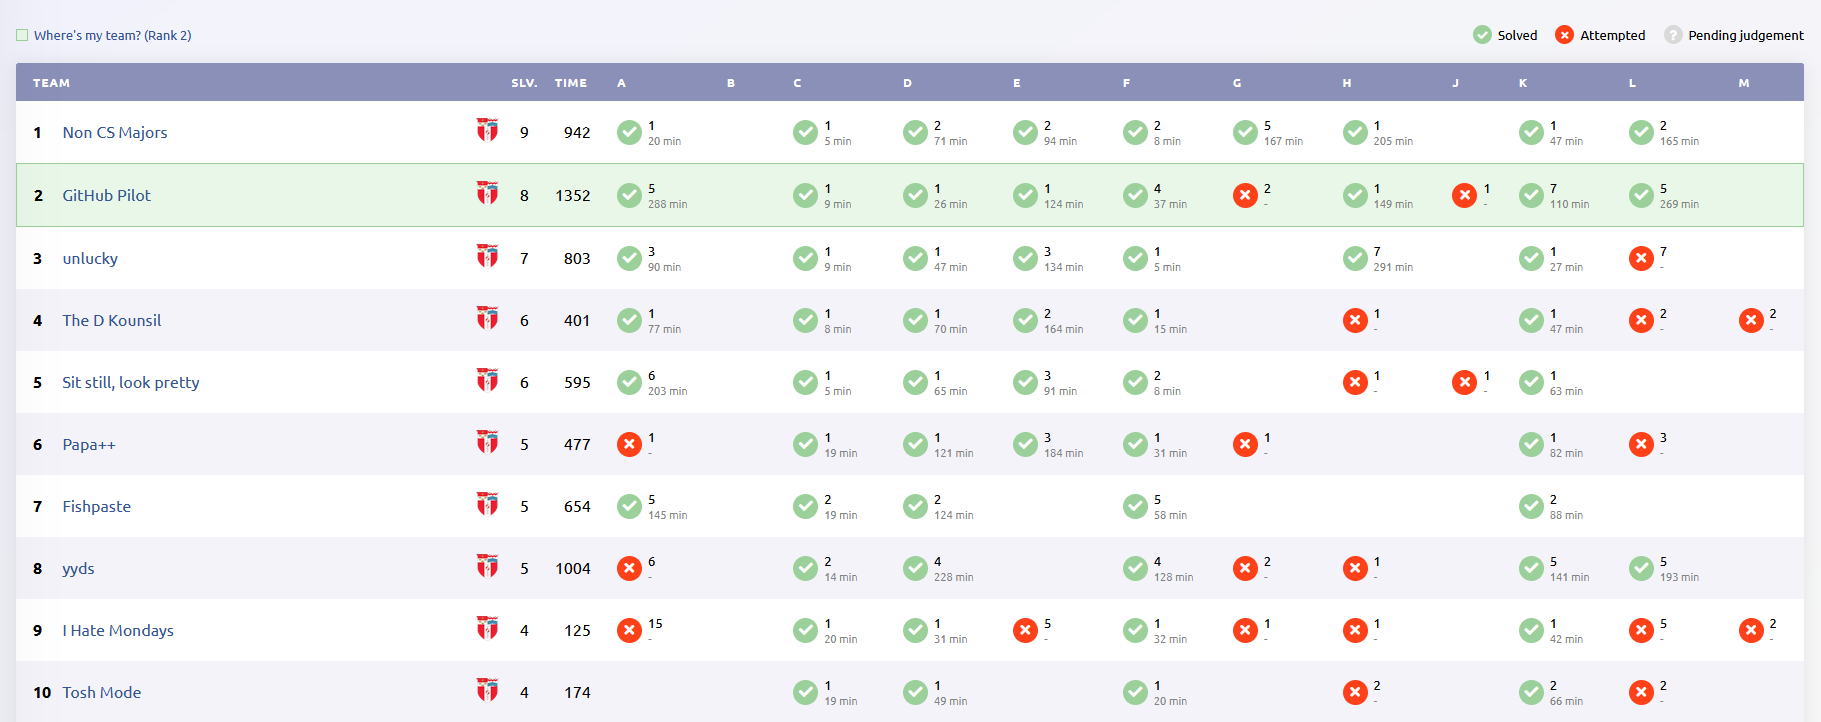 Where's my team? (Rank 2) Solved Attempted Pending judgement
TEAM SLV. TIME A B C D E F G H J K L M
1 Non CS Majors 9 942 1 1 2 2 2 5 1 1 2
20 min 5 min 71 min 94 min 8 min 167 min 205 min 47 min 165 min
2 GitHub Pilot 8 1352 5 1 1 1 4 2 1 1 7 5
288 min 9 min 26 min 124 min 37 min - 149 min - 110 min 269 min
3 unlucky 7 803 3 1 1 3 1 7 1 7
90 min 9 min 47 min 134 min 5 min 291 min 27 min -
4 The D Kounsil 6 401 1 1 1 2 1 1 1 2 2
77 min 8 min 70 min 164 min 15 min - 47 min - -
5 Sit still, look pretty 6 595 6 1 1 3 2 1 1 1
203 min 5 min 65 min 91 min 8 min - - 63 min
6 Papa++ 5 477 1 1 1 3 1 1 1 3
- 19 min 121 min 184 min 31 min - 82 min -
7 Fishpaste 5 654 5 2 2 5 2
145 min 19 min 124 min 58 min 88 min
8 yyds 5 1004 6 2 4 4 2 1 5 5
- 14 min 228 min 128 min - - 141 min 193 min
9 I Hate Mondays 4 125 15 1 1 5 1 1 1 1 5 2
- 20 min 31 min - 32 min - - 42 min - -
10 Tosh Mode 4 174 1 1 1 2 2 2
19 min 49 min 20 min - 66 min -